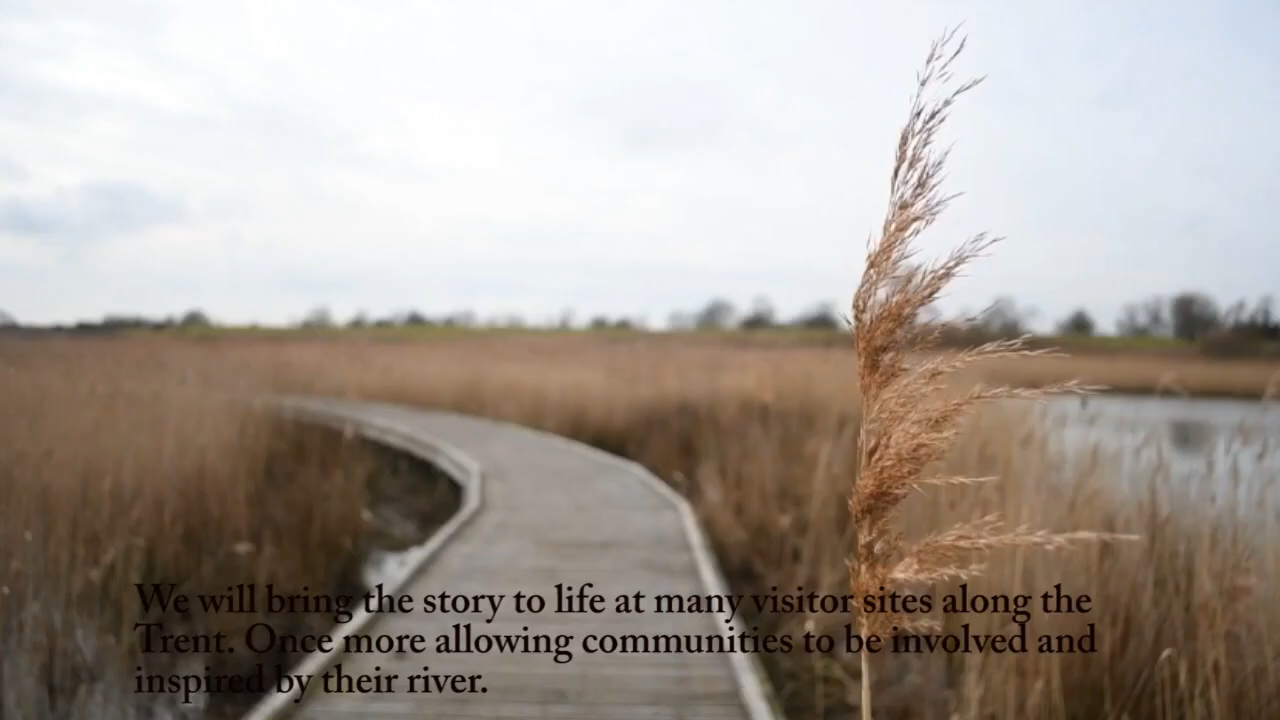 We will bring the story to life at many visitor sites along the
Trent. Once more allowing communities to be involved and
inspired by their river.